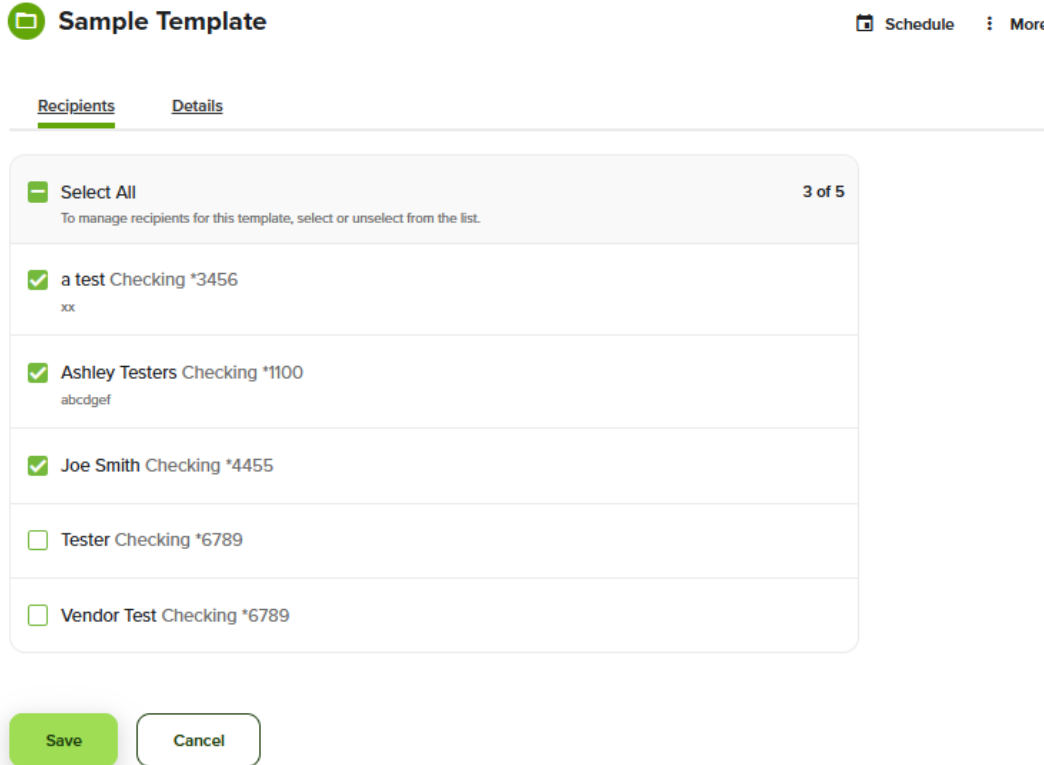 Sample Template
Schedule
More
Recipients Details
Select All 3 of 5
To manage recipients for this template, select or unselect from the list.
a test Checking *3456
xx
Ashley Testers Checking *1100
abcdgef
Joe Smith Checking *4455
Tester Checking *6789
Vendor Test Checking *6789
Save Cancel